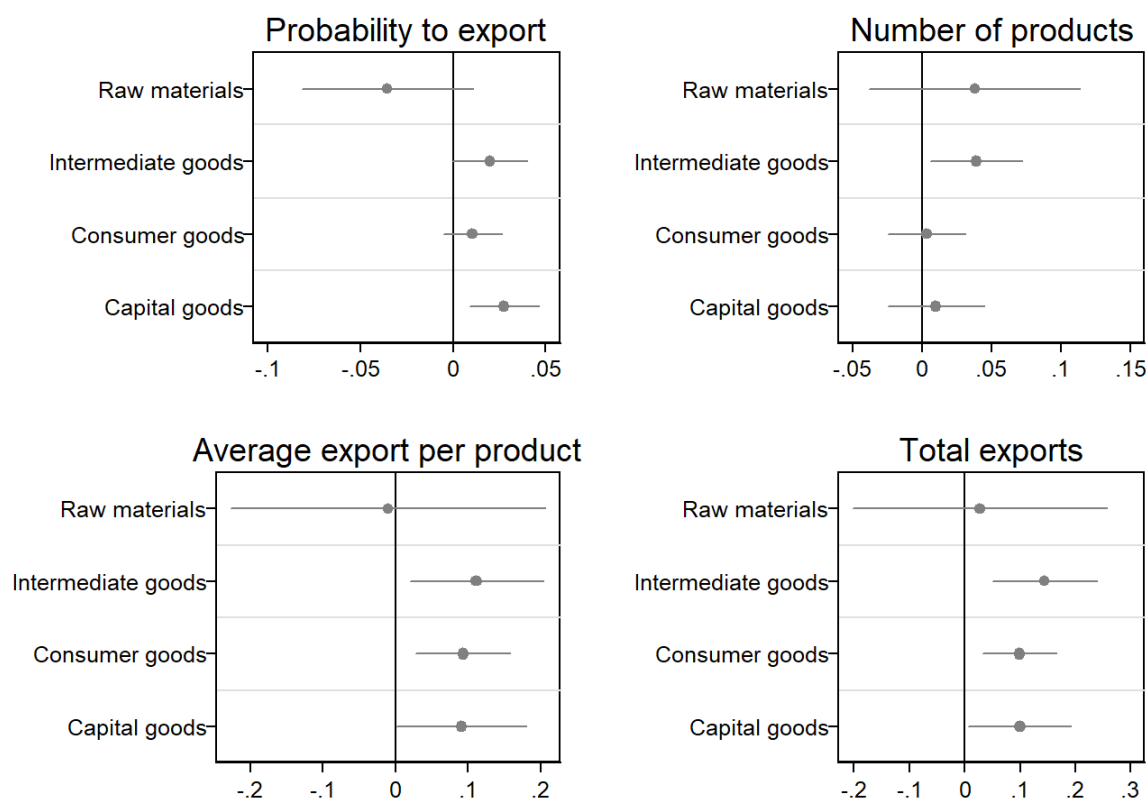 Probability to export
Raw materials
Intermediate goods
Consumer goods
Capital goods
-.1 -.05 0 .05
Number of products
Raw materials
Intermediate goods
Consumer goods
Capital goods
-.05 0 .05 .1 .15
Average export per product
Raw materials
Intermediate goods
Consumer goods
Capital goods
-.2 -.1 0 .1 .2
Total exports
Raw materials
Intermediate goods
Consumer goods
Capital goods
-.2 -.1 0 .1 .2 .3